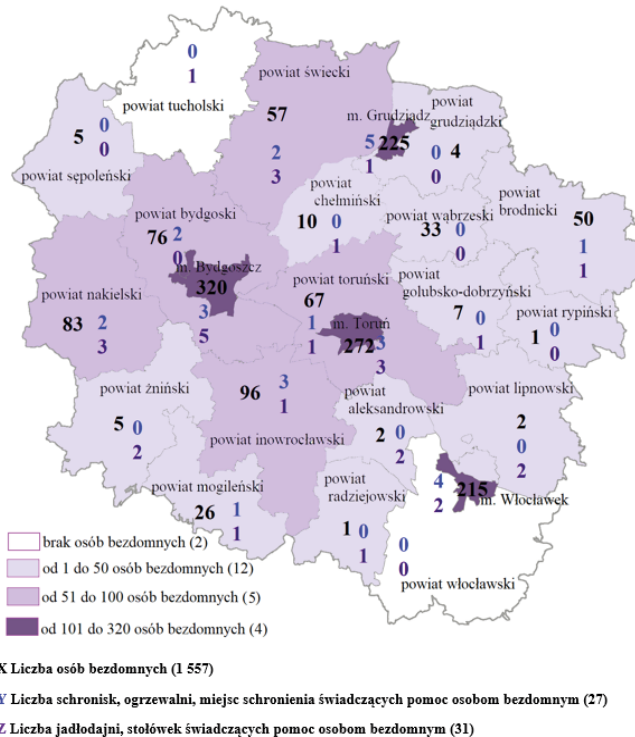 0
1
powiat tucholski
powiat świecki
57
2
3
m. Grudziądz
225
5
1
powiat
grudziądzki
4
0
0
5
0
0
powiat sępoleński
powiat
chełmiński
10
0
1
powiat wąbrzeski
33
0
0
powiat
brodnicki
50
1
1
powiat bydgoski
76
2
0
m. Bydgoszcz
320
3
5
powiat toruński
67
1
1
m. Toruń
272
3
3
powiat
golubsko-dobrzyński
7
0
1
powiat rypiński
1
0
0
powiat nakielski
83
2
3
powiat żniński
5
0
2
96
3
1
powiat inowrocławski
powiat
aleksandrowski
2
0
2
powiat lipnowski
2
0
2
powiat mogileński
26
1
1
powiat
radziejowski
1
0
1
4
2
215
m. Włocławek
0
0
powiat włocławski
brak osób bezdomnych (2)
od 1 do 50 osób bezdomnych (12)
od 51 do 100 osób bezdomnych (5)
od 101 do 320 osób bezdomnych (4)
X Liczba osób bezdomnych (1 557)
Y Liczba schronisk, ogrzewalni, miejsc schronienia świadczących pomoc osobom bezdomnym (27)
Z Liczba jadłodajni, stołówek świadczących pomoc osobom bezdomnym (31)